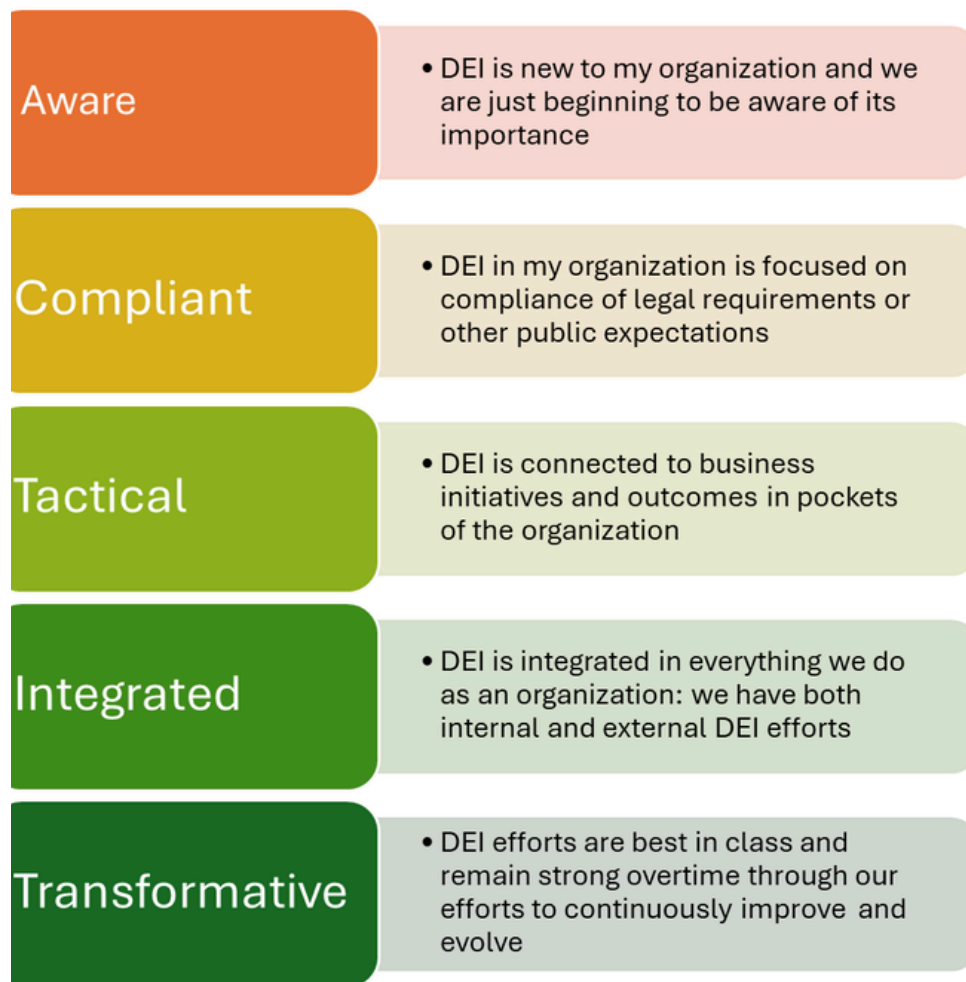 Aware
• DEI is new to my organization and we
are just beginning to be aware of its
importance
Compliant
• DEI in my organization is focused on
compliance of legal requirements or
other public expectations
Tactical
• DEI is connected to business
initiatives and outcomes in pockets
of the organization
Integrated
• DEI is integrated in everything we do
as an organization: we have both
internal and external DEI efforts
Transformative
• DEI efforts are best in class and
remain strong overtime through our
efforts to continuously improve and
evolve